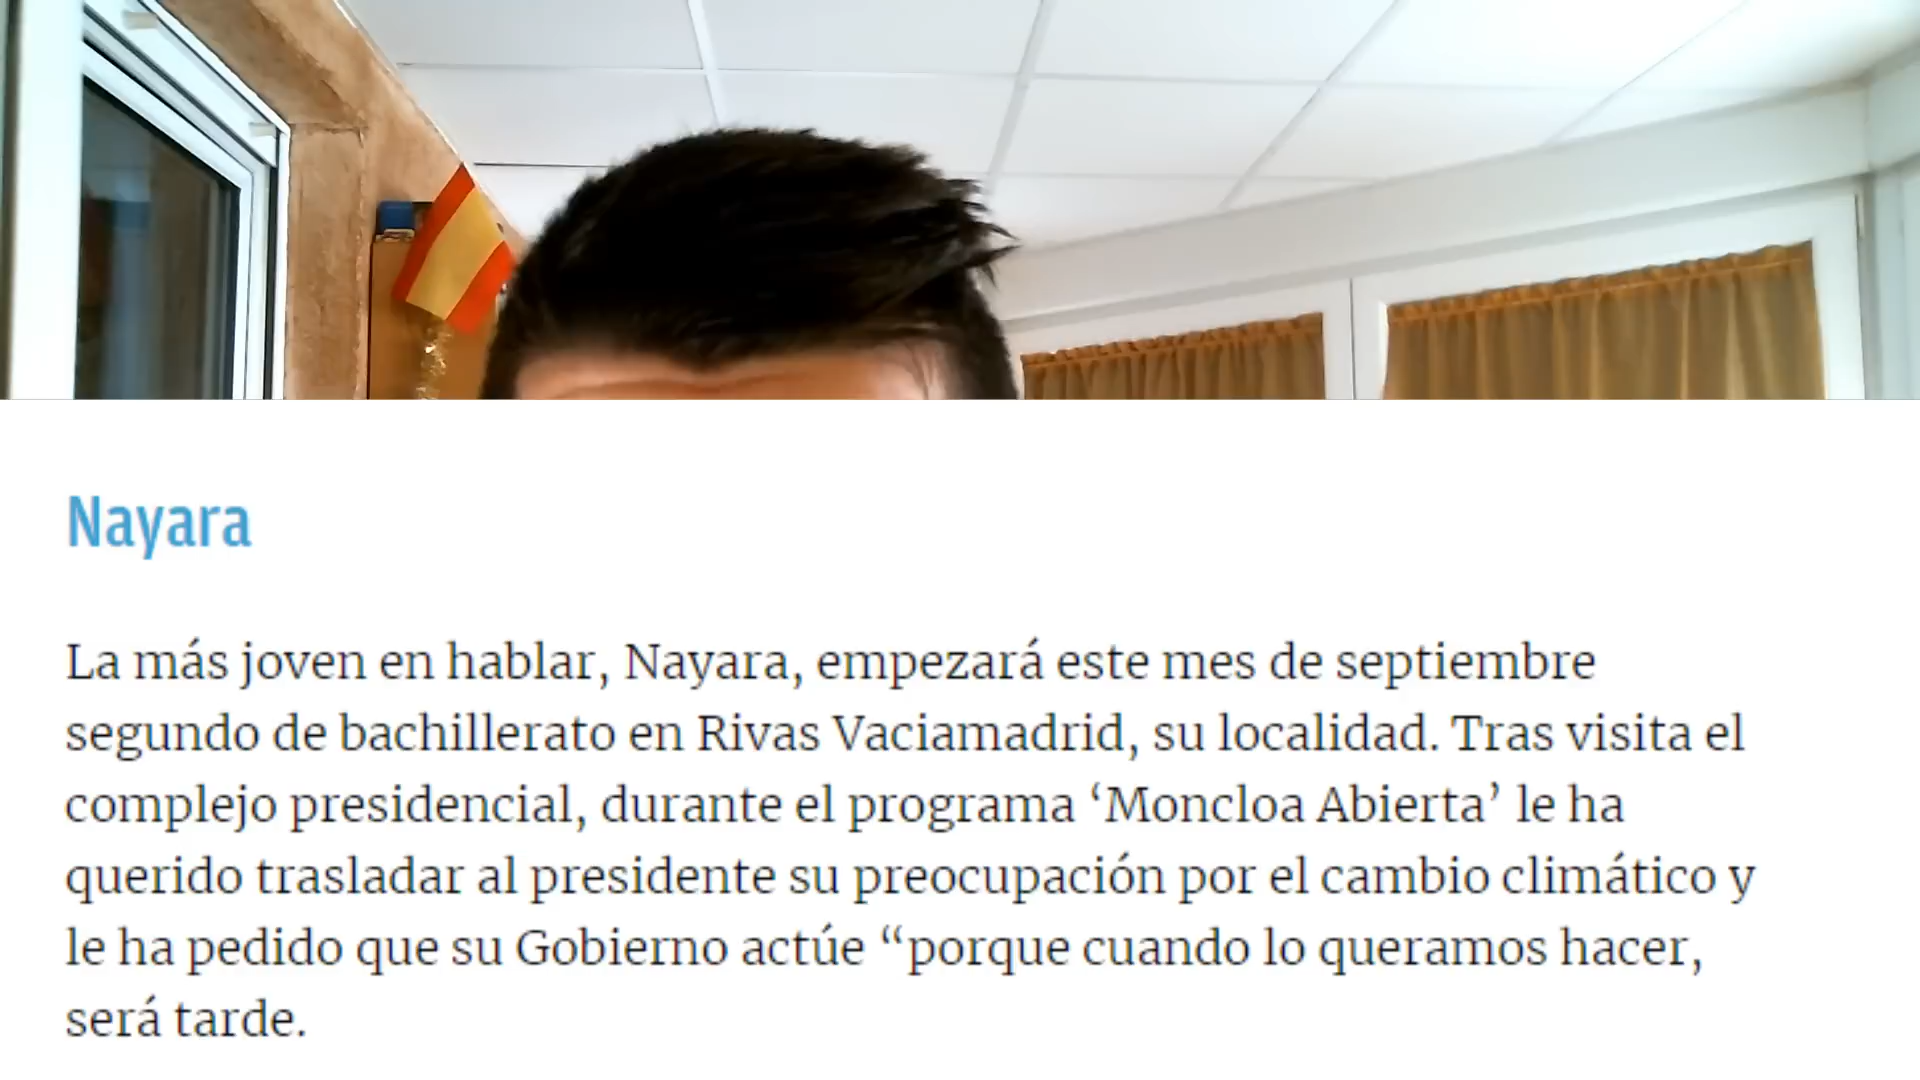 Nayara
La más joven en hablar, Nayara, empezará este mes de septiembre
segundo de bachillerato en Rivas Vaciamadrid, su localidad. Tras visita el
complejo presidencial, durante el programa ‘Moncloa Abierta’ le ha
querido trasladar al presidente su preocupación por el cambio climático y
le ha pedido que su Gobierno actúe “porque cuando lo queramos hacer,
será tarde.